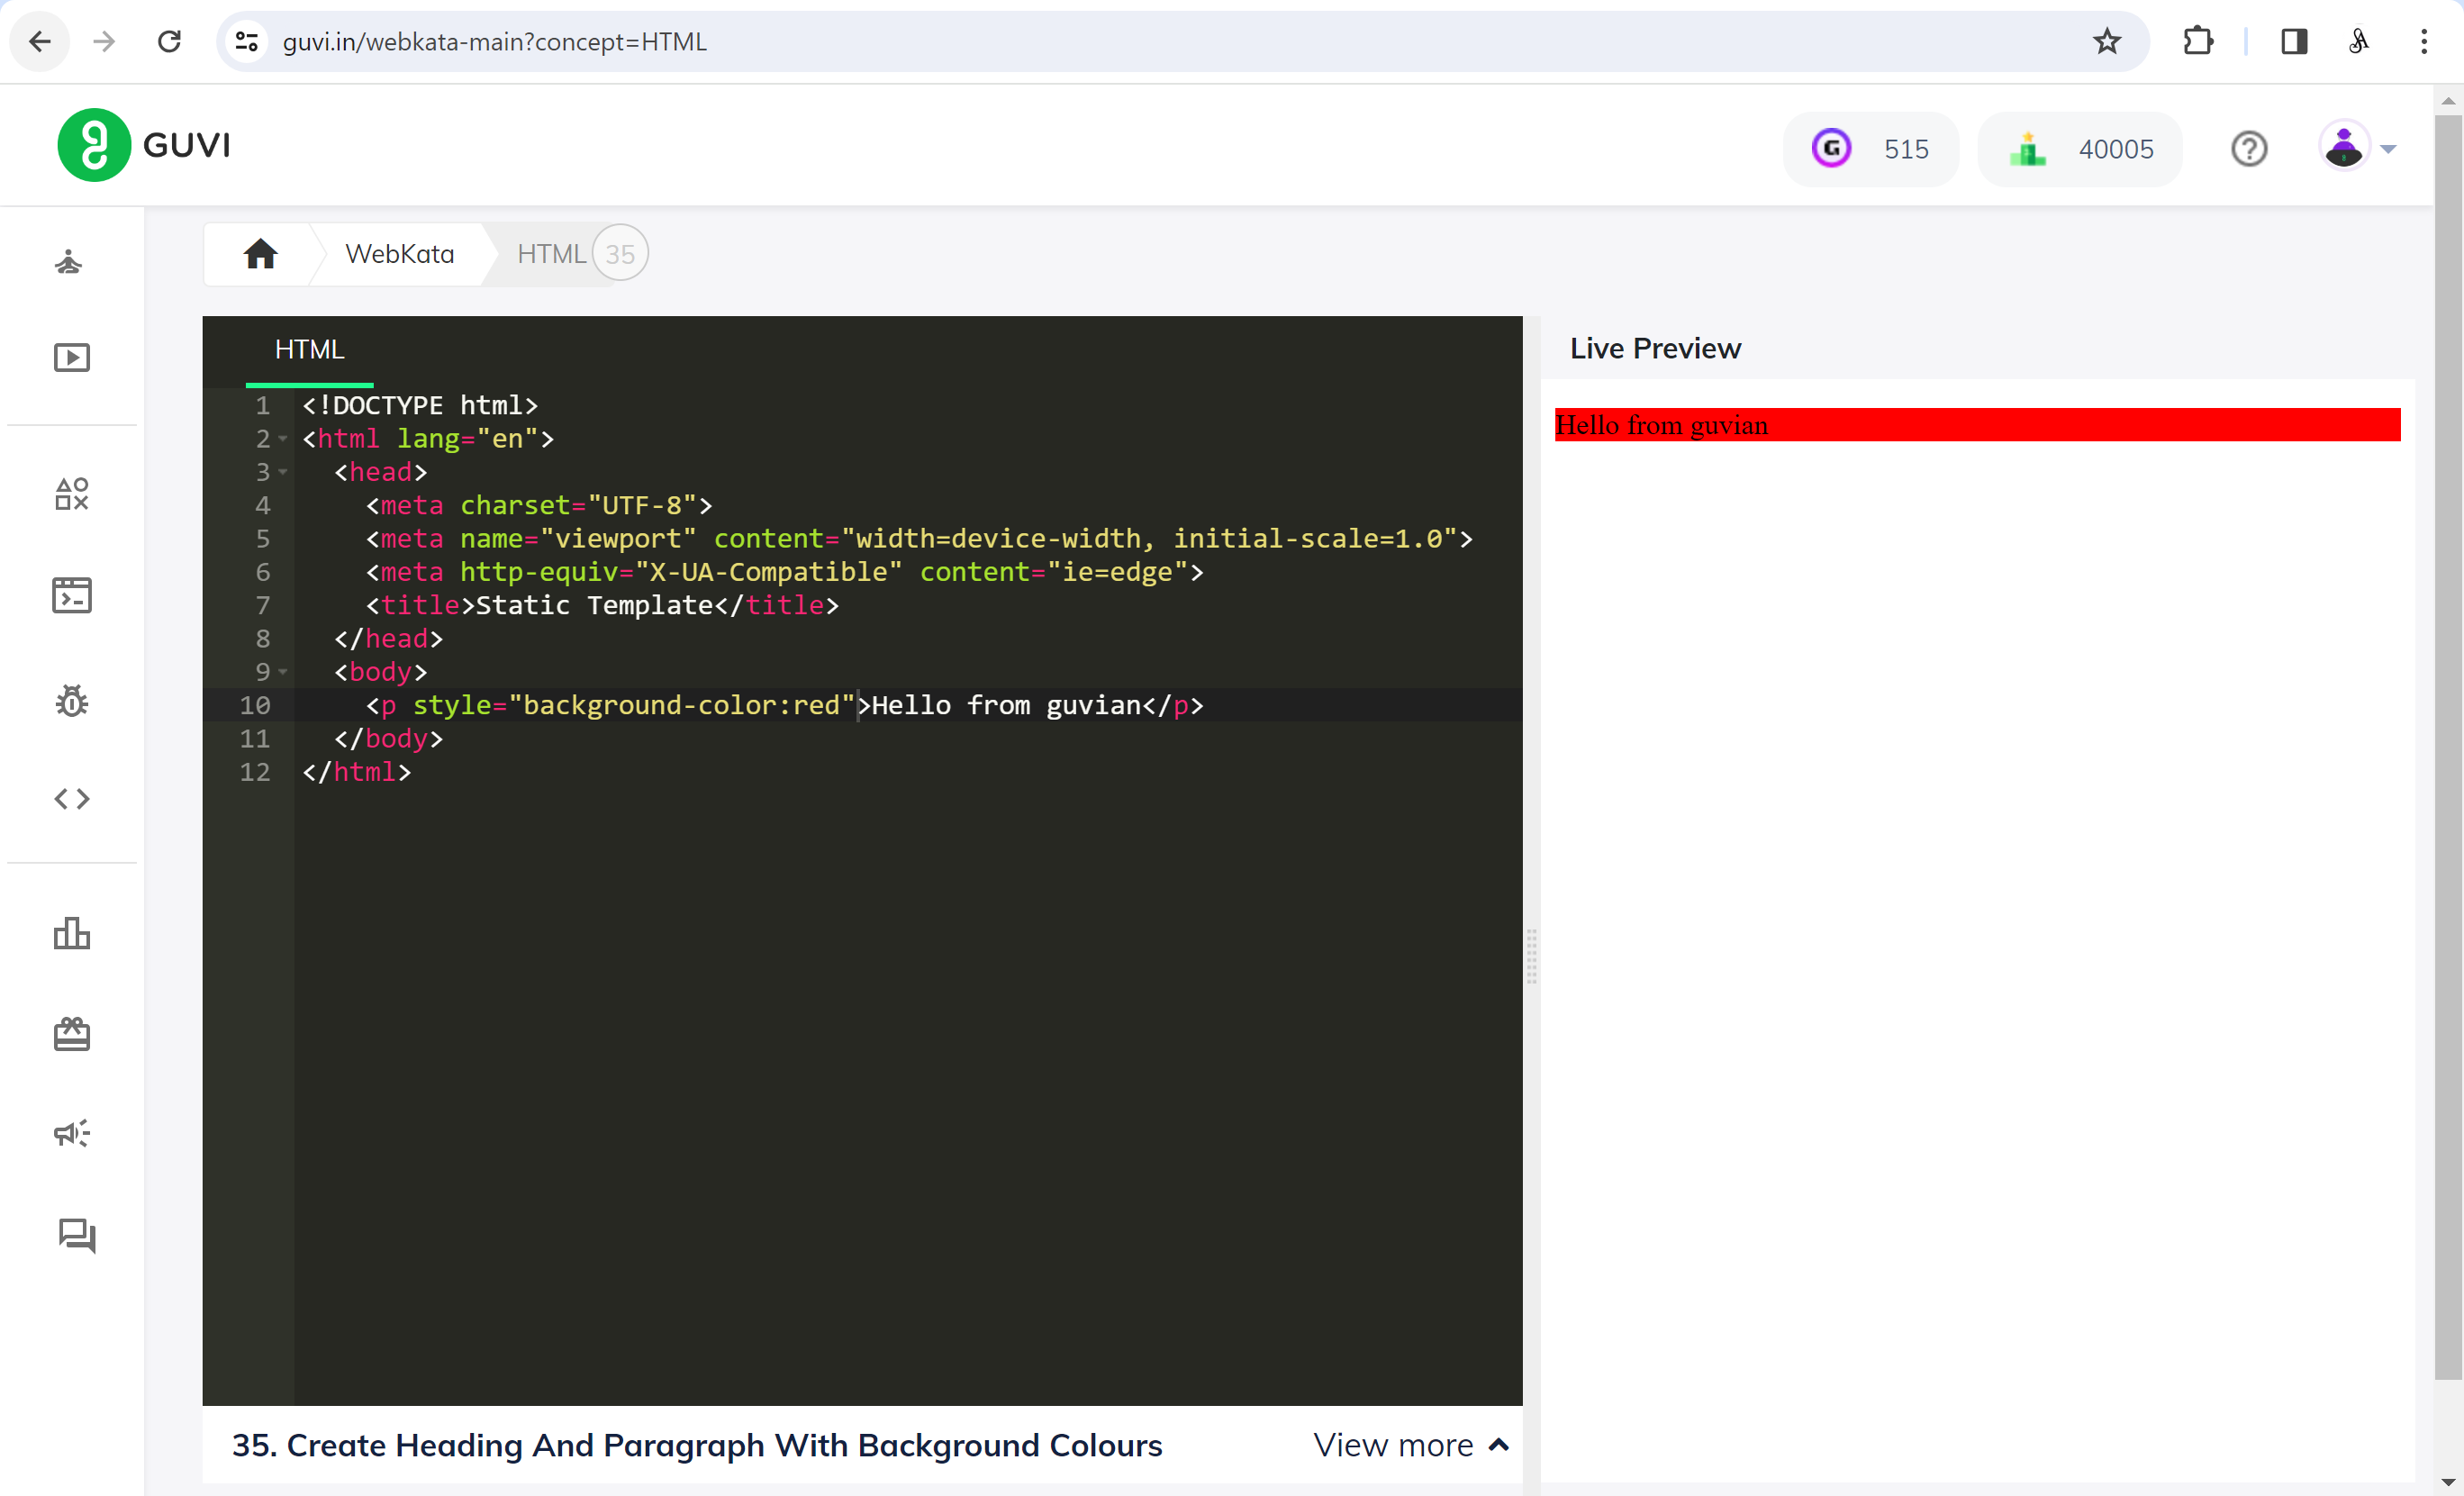 guvi.in/webkata-main?concept=HTML
GUVI
G 515 40005
WebKata HTML 35
HTML
Live Preview
1 <!DOCTYPE html>
2 <html lang="en">
3 <head>
4 <meta charset="UTF-8">
5 <meta name="viewport" content="width=device-width, initial-scale=1.0">
6 <meta http-equiv="X-UA-Compatible" content="ie=edge">
7 <title>Static Template</title>
8 </head>
9 <body>
10 <p style="background-color:red">Hello from guvian</p>
11 </body>
12 </html>
Hello from guvian
35. Create Heading And Paragraph With Background Colours
View more